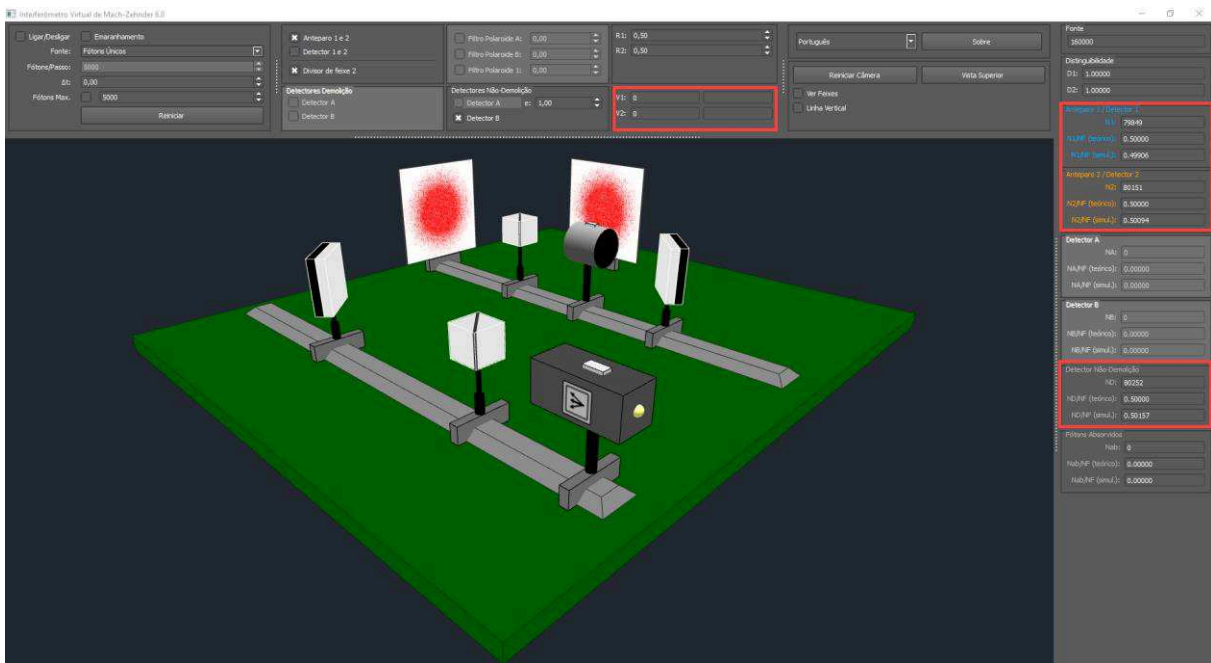 Interferômetro Virtual de Mach-Zehnder 6.0
Ligar/Desligar
Emaranhamento
Fonte: Fótons Únicos
Fótons/Passo: 5000
Δt: 0,00
Fótons Max. 5000
Reiniciar
Anteparo 1 e 2
Detector 1 e 2
Divisor de feixe 2
Detectores Demolição
Detector A
Detector B
Filtro Polaroide A: 0,00
Filtro Polaroide B: 0,00
Filtro Polaroide 1: 0,00
Detectores Não-Demolição
Detector A e: 1,00
Detector B
R1: 0,50
R2: 0,50
V1: 0
V2: 0
Português
Sobre
Reiniciar Câmera
Vista Superior
Ver Feixes
Linha Vertical
Fonte
160000
Distinguibilidade
D1: 1.00000
D2: 1.00000
Anteparo 1 / Detector 1
N1: 79849
N1/NF (teórico): 0.50000
N1/NF (simul.): 0.49906
Anteparo 2 / Detector 2
N2: 80151
N2/NF (teórico): 0.50000
N2/NF (simul.): 0.50094
Detector A
NA: 0
NA/NF (teórico): 0.00000
NA/NF (simul.): 0.00000
Detector B
NB: 0
NB/NF (teórico): 0.00000
NB/NF (simul.): 0.00000
Detector Não-Demolição
ND: 80252
ND/NF (teórico): 0.50000
ND/NF (simul.): 0.50157
Fótons Absorvidos
Nab: 0
Nab/NF (teórico): 0.00000
Nab/NF (simul.): 0.00000